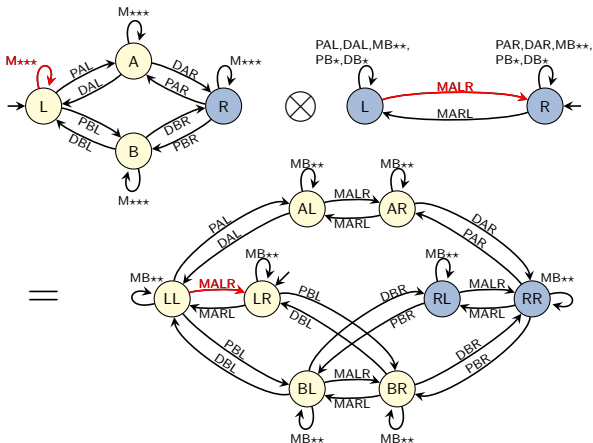 M⋆⋆⋆
M⋆⋆⋆
M⋆⋆⋆
PAL
DAL
A
DAR
PAR
L
R
PBL
DBL
B
DBR
PBR
M⋆⋆⋆
⊗
PAL,DAL,MB⋆⋆,
PB⋆,DB⋆
PAR,DAR,MB⋆⋆,
PB⋆,DB⋆
L
MALR
MARL
R
=
MB⋆⋆
MB⋆⋆
AL
MALR
MARL
AR
PAL
DAL
DAR
PAR
MB⋆⋆
MB⋆⋆
MB⋆⋆
MB⋆⋆
LL
MALR
MARL
LR
RL
MALR
MARL
RR
PBL
DBL
PBL
DBL
DBR
PBR
DBR
PBR
BL
MALR
MARL
BR
MB⋆⋆
MB⋆⋆